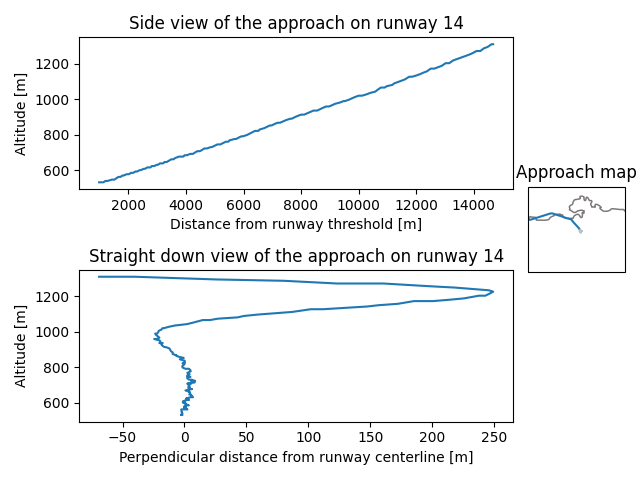 Side view of the approach on runway 14
1200
1000
800
600
Altitude [m]
2000 4000 6000 8000 10000 12000 14000
Distance from runway threshold [m]
Approach map
Straight down view of the approach on runway 14
1200
1000
800
600
Altitude [m]
−50 0 50 100 150 200 250
Perpendicular distance from runway centerline [m]